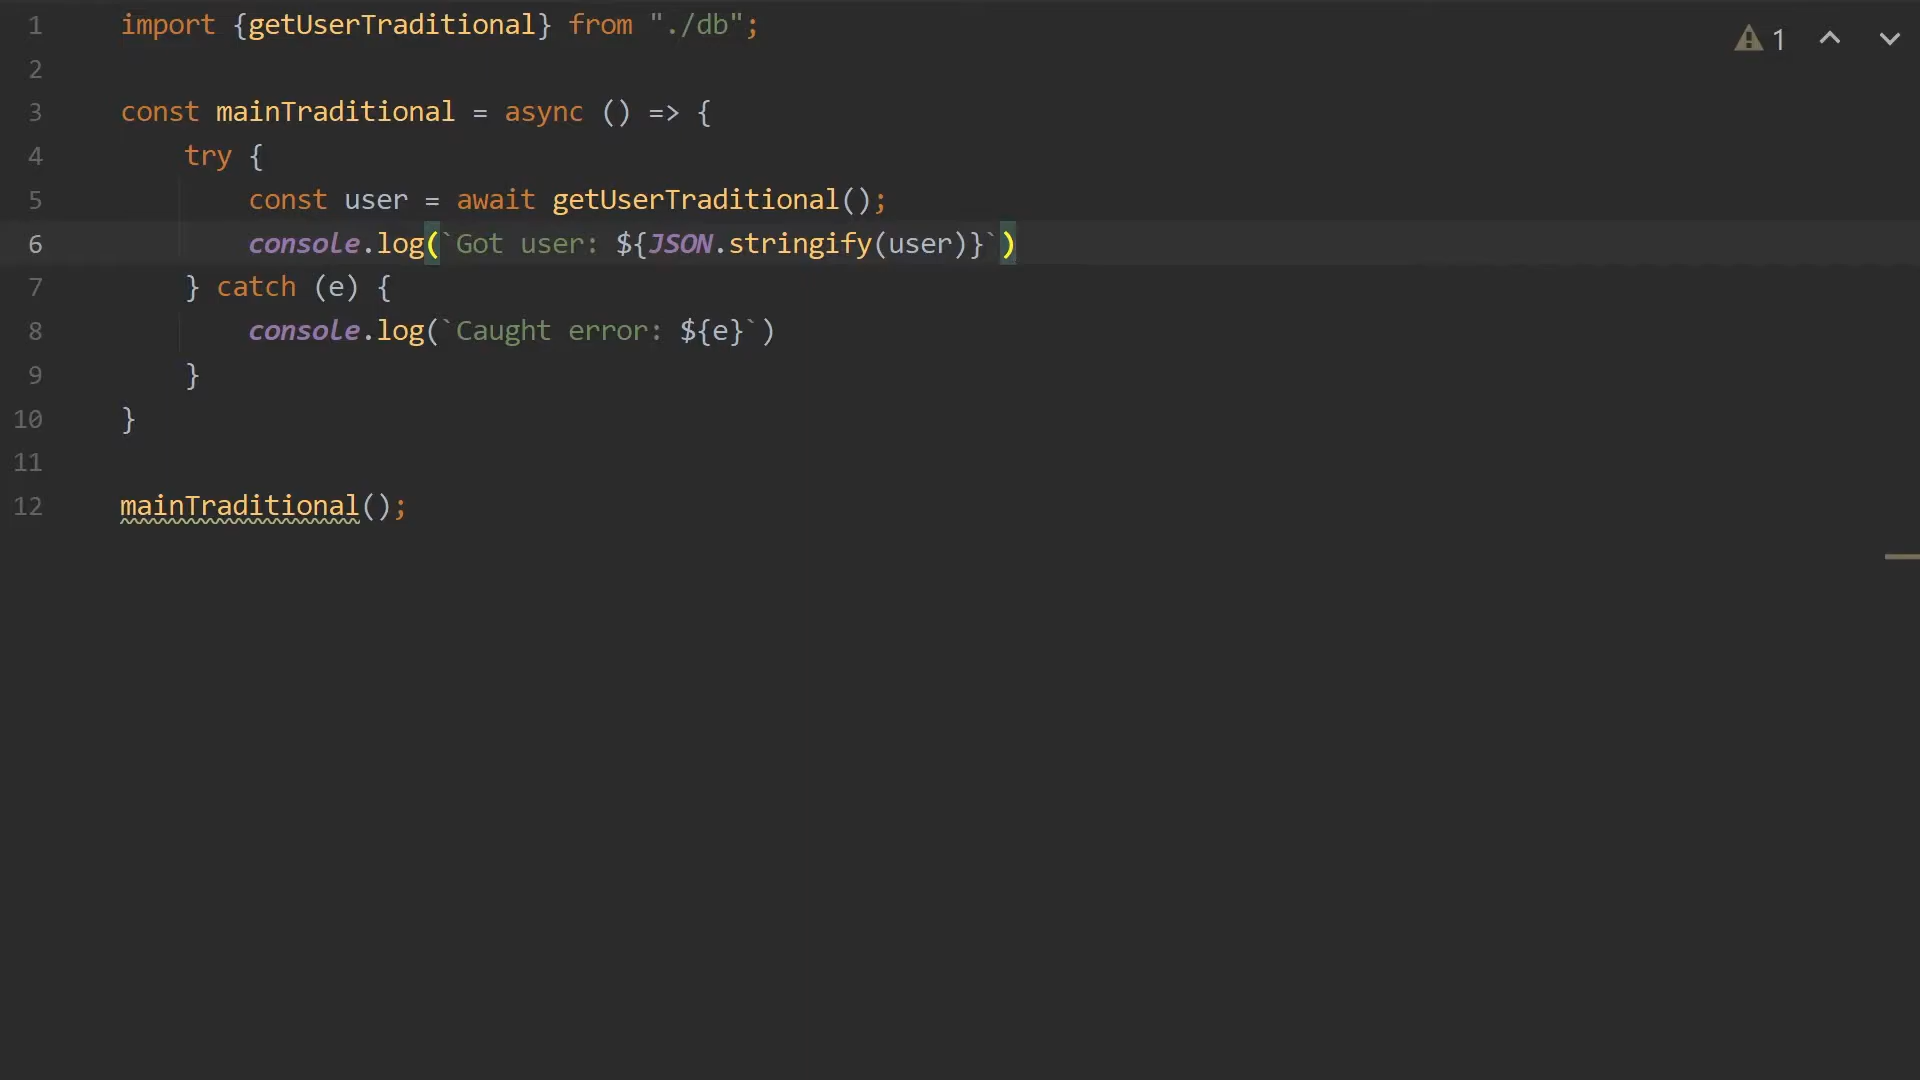 1 import {getUserTraditional} from "./db";
2
3 const mainTraditional = async () => {
4     try {
5         const user = await getUserTraditional();
6         console.log(`Got user: ${JSON.stringify(user)}`)
7     } catch (e) {
8         console.log(`Caught error: ${e}`)
9     }
10 }
11
12 mainTraditional();
1